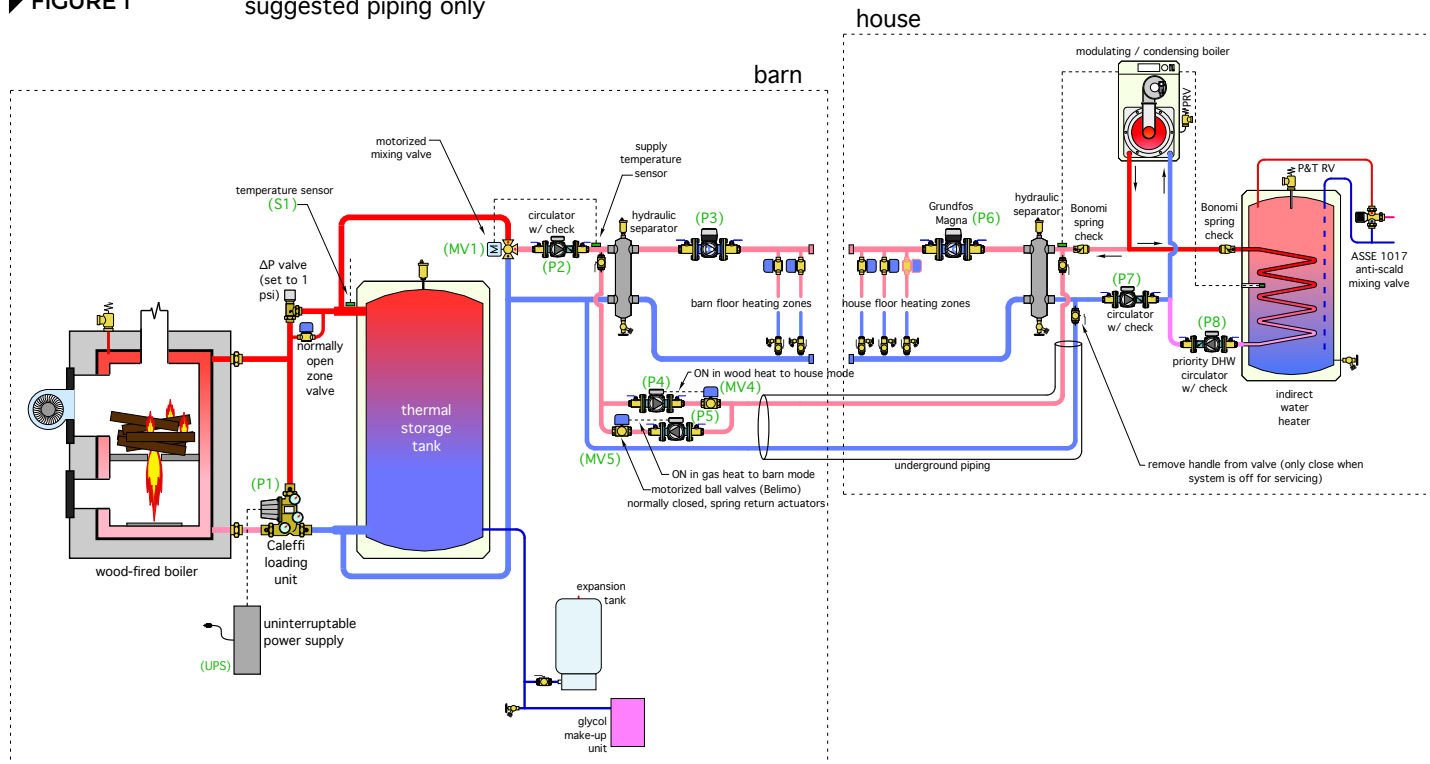 FIGURE 1
suggested piping only
house
modulating / condensing boiler
PRV
barn
motorized
mixing valve
supply
temperature
sensor
temperature sensor
(S1)
(MV1)
circulator
w/ check
(P2)
hydraulic
separator
(P3)
Grundfos
Magna
(P6)
hydraulic
separator
Bonomi
spring
check
Bonomi
spring
check
P&T RV
ASSE 1017
anti-scald
mixing valve
ΔP valve
(set to 1
psi)
normally
open
zone
valve
barn floor heating zones
house floor heating zones
(P7)
circulator
w/ check
(P8)
priority DHW
circulator
w/ check
indirect
water
heater
ON in wood heat to house mode
(P4)
(MV4)
(P5)
(MV5)
thermal
storage
tank
underground piping
remove handle from valve (only close when
system is off for servicing)
ON in gas heat to barn mode
motorized ball valves (Belimo)
normally closed, spring return actuators
(P1)
Caleffi
loading
unit
wood-fired boiler
M
uninterruptable
power supply
(UPS)
expansion
tank
glycol
make-up
unit